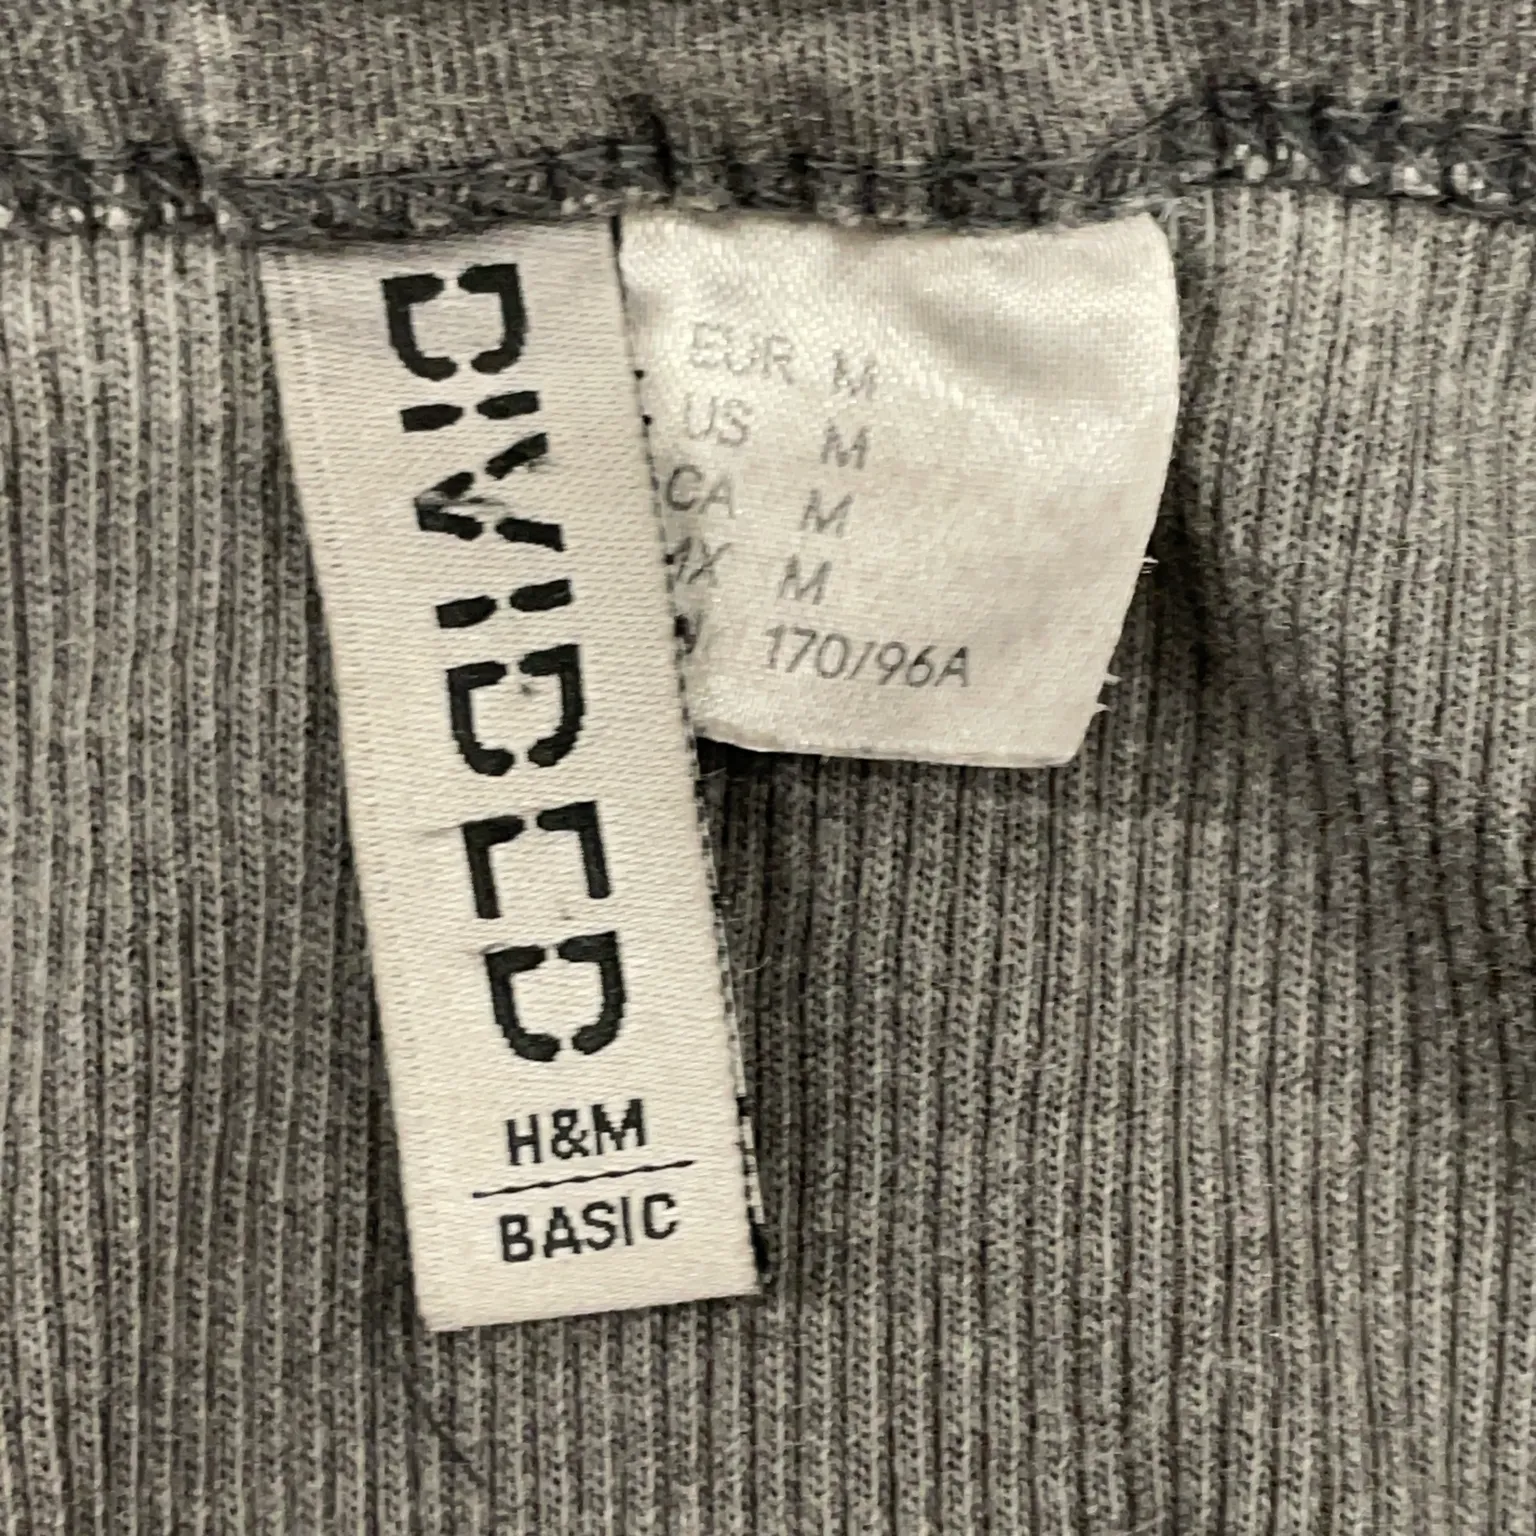 DIVIDED
H&M
BASIC
EUR M
US M
CA M
MX M
170/96A